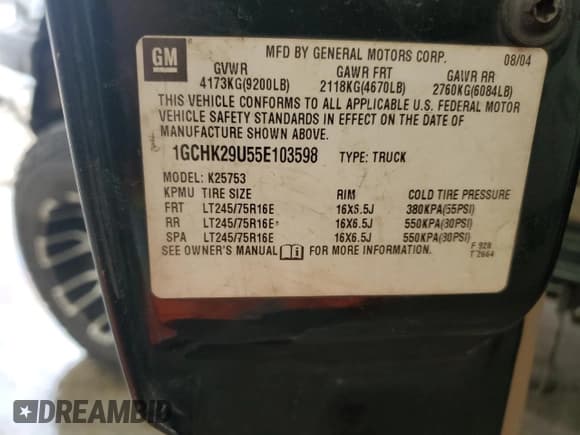 GM
MFD BY GENERAL MOTORS CORP. 08/04
GVWR GAWR FRT GAWR RR
4173KG(9200LB) 2118KG(4670LB) 2760KG(6084LB)
THIS VEHICLE CONFORMS TO ALL APPLICABLE U.S. FEDERAL MOTOR
VEHICLE SAFETY STANDARDS IN EFFECT ON THE DATE OF
MANUFACTURE SHOWN ABOVE.
1GCHK29U55E103598 TYPE: TRUCK
MODEL: K25753
KPMU TIRE SIZE RIM COLD TIRE PRESSURE
FRT LT245/75R16E 16X6.5J 380KPA(55PSI)
RR LT245/75R16E 16X6.5J 550KPA(80PSI)
SPA LT245/75R16E 16X6.5J 550KPA(80PSI)
SEE OWNER'S MANUAL FOR MORE INFORMATION.
F 928
T 2664
DREAMBID